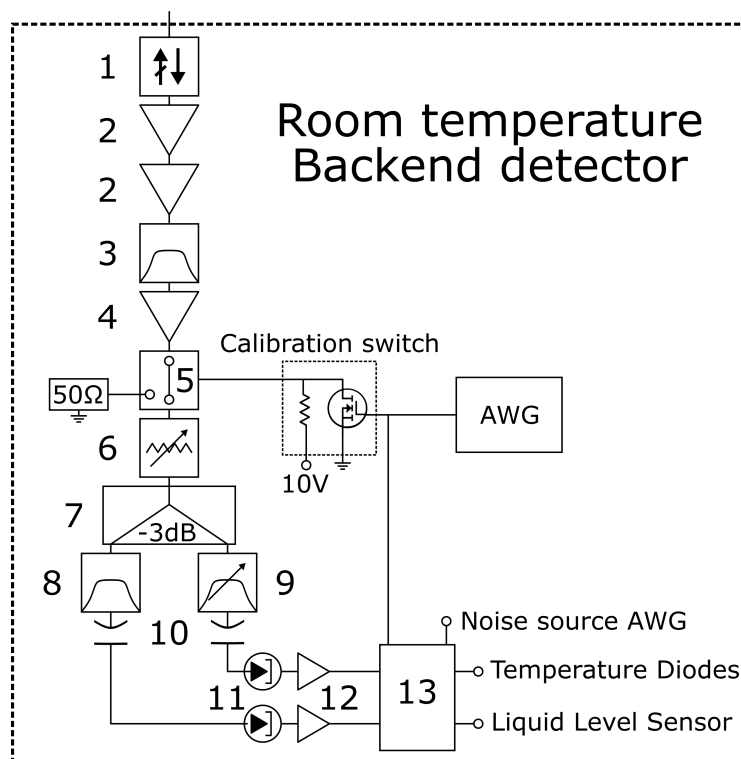 1
2
Room temperature
Backend detector
2
3
4
Calibration switch
50Ω
5
AWG
6
10V
7
-3dB
8
9
10
Noise source AWG
Temperature Diodes
11
12
13
Liquid Level Sensor